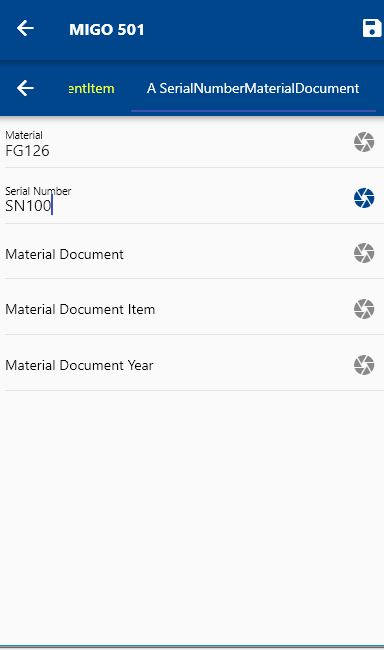 MIGO 501
entItem
A SerialNumberMaterialDocument
Material
FG126
Serial Number
SN100
Material Document
Material Document Item
Material Document Year